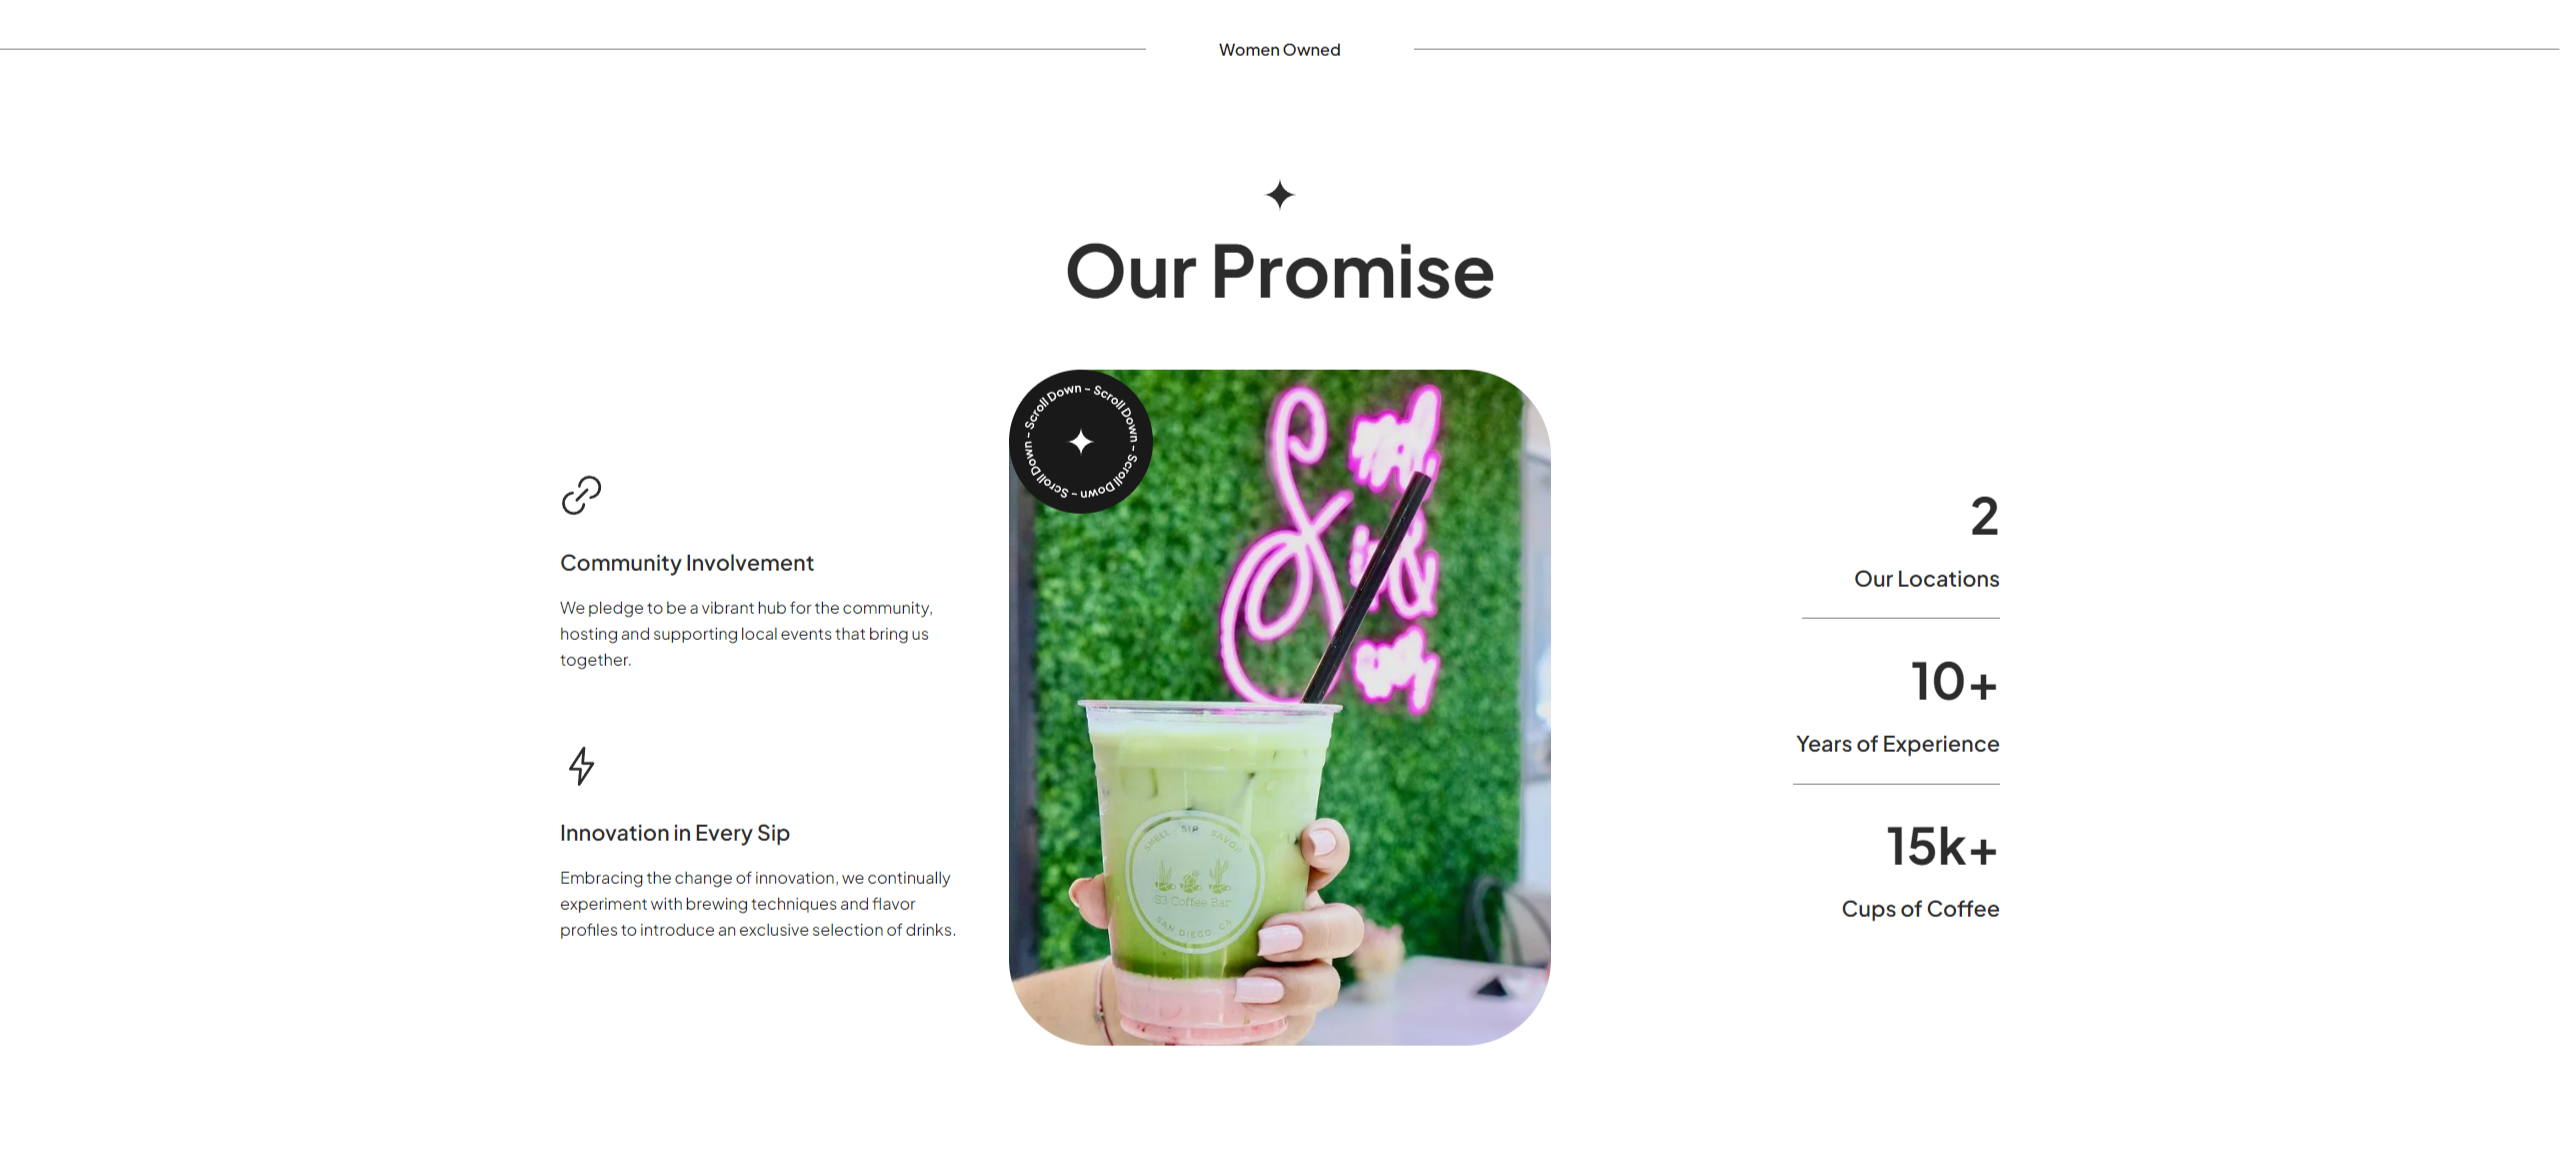 Women Owned
Our Promise
Scroll Down - Scroll Down - Scroll Down - Scroll Down -
Community Involvement
We pledge to be a vibrant hub for the community,
hosting and supporting local events that bring us
together.
Innovation in Every Sip
Embracing the change of innovation, we continually
experiment with brewing techniques and flavor
profiles to introduce an exclusive selection of drinks.
SMELL · SIP · SAVOR
S3 Coffee Bar
SAN DIEGO, CA
2
Our Locations
10+
Years of Experience
15k+
Cups of Coffee